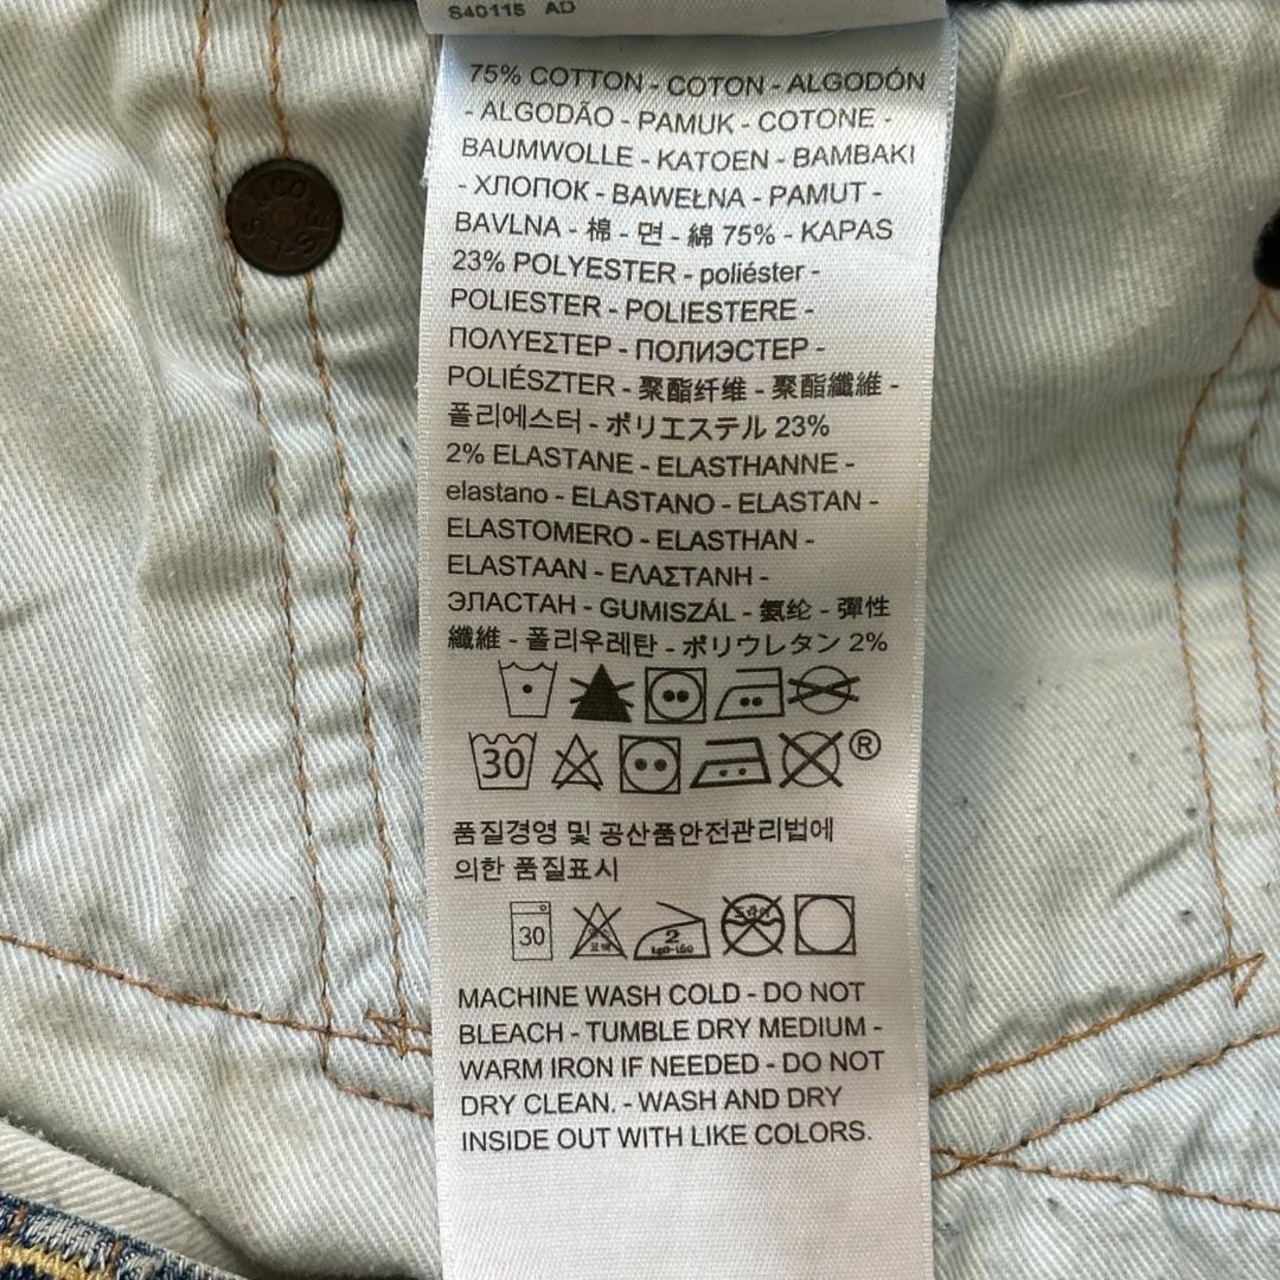 S40115 AD
75% COTTON - COTON - ALGODÓN
- ALGODÃO - PAMUK - COTONE -
BAUMWOLLE - KATOEN - BAMBAKI
- ХЛОПОК - BAWEŁNA - PAMUT -
BAVLNA - 棉 - 면 - 綿 75% - KAPAS
23% POLYESTER - poliéster -
POLIESTER - POLIESTERE -
ΠΟΛΥΕΣΤΕΡ - ПОЛИЭСТЕР -
POLIÉSZTER - 聚酯纤维 - 聚酯纖維 -
폴리에스터 - ポリエステル 23%
2% ELASTANE - ELASTHANNE -
elastano - ELASTANO - ELASTAN -
ELASTOMERO - ELASTHAN -
ELASTAAN - ΕΛΑΣΤΑΝΗ -
ЭЛАСТАН - GUMISZÁL - 氨纶 - 彈性
纖維 - 폴리우레탄 - ポリウレタン 2%
30 ®
품질경영 및 공산품안전관리법에
의한 품질표시
30 2 드라이
MACHINE WASH COLD - DO NOT
BLEACH - TUMBLE DRY MEDIUM -
WARM IRON IF NEEDED - DO NOT
DRY CLEAN. - WASH AND DRY
INSIDE OUT WITH LIKE COLORS.